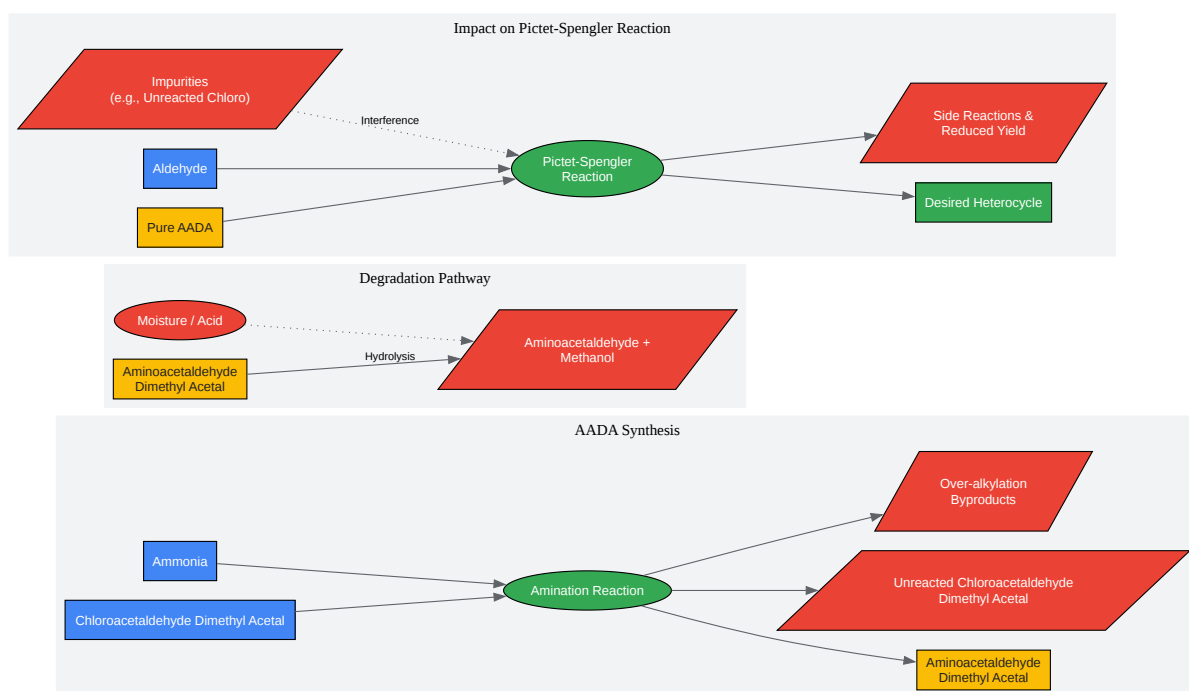 Impact on Pictet-Spengler Reaction
Impurities
(e.g., Unreacted Chloro)
Interference
Aldehyde
Pure AADA
Pictet-Spengler
Reaction
Side Reactions &
Reduced Yield
Desired Heterocycle
Degradation Pathway
Moisture / Acid
Aminoacetaldehyde
Dimethyl Acetal
Hydrolysis
Aminoacetaldehyde +
Methanol
AADA Synthesis
Ammonia
Chloroacetaldehyde Dimethyl Acetal
Amination Reaction
Over-alkylation
Byproducts
Unreacted Chloroacetaldehyde
Dimethyl Acetal
Aminoacetaldehyde
Dimethyl Acetal